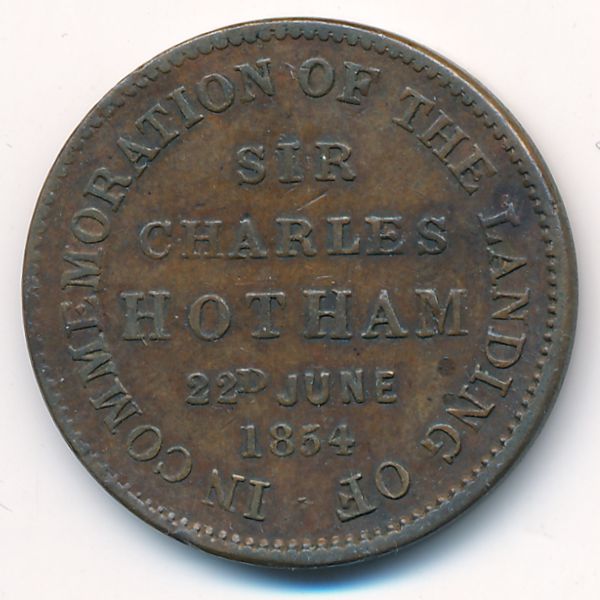 IN COMMEMORATION OF THE LANDING OF
SIR
CHARLES
HOTHAM
22D JUNE
1854